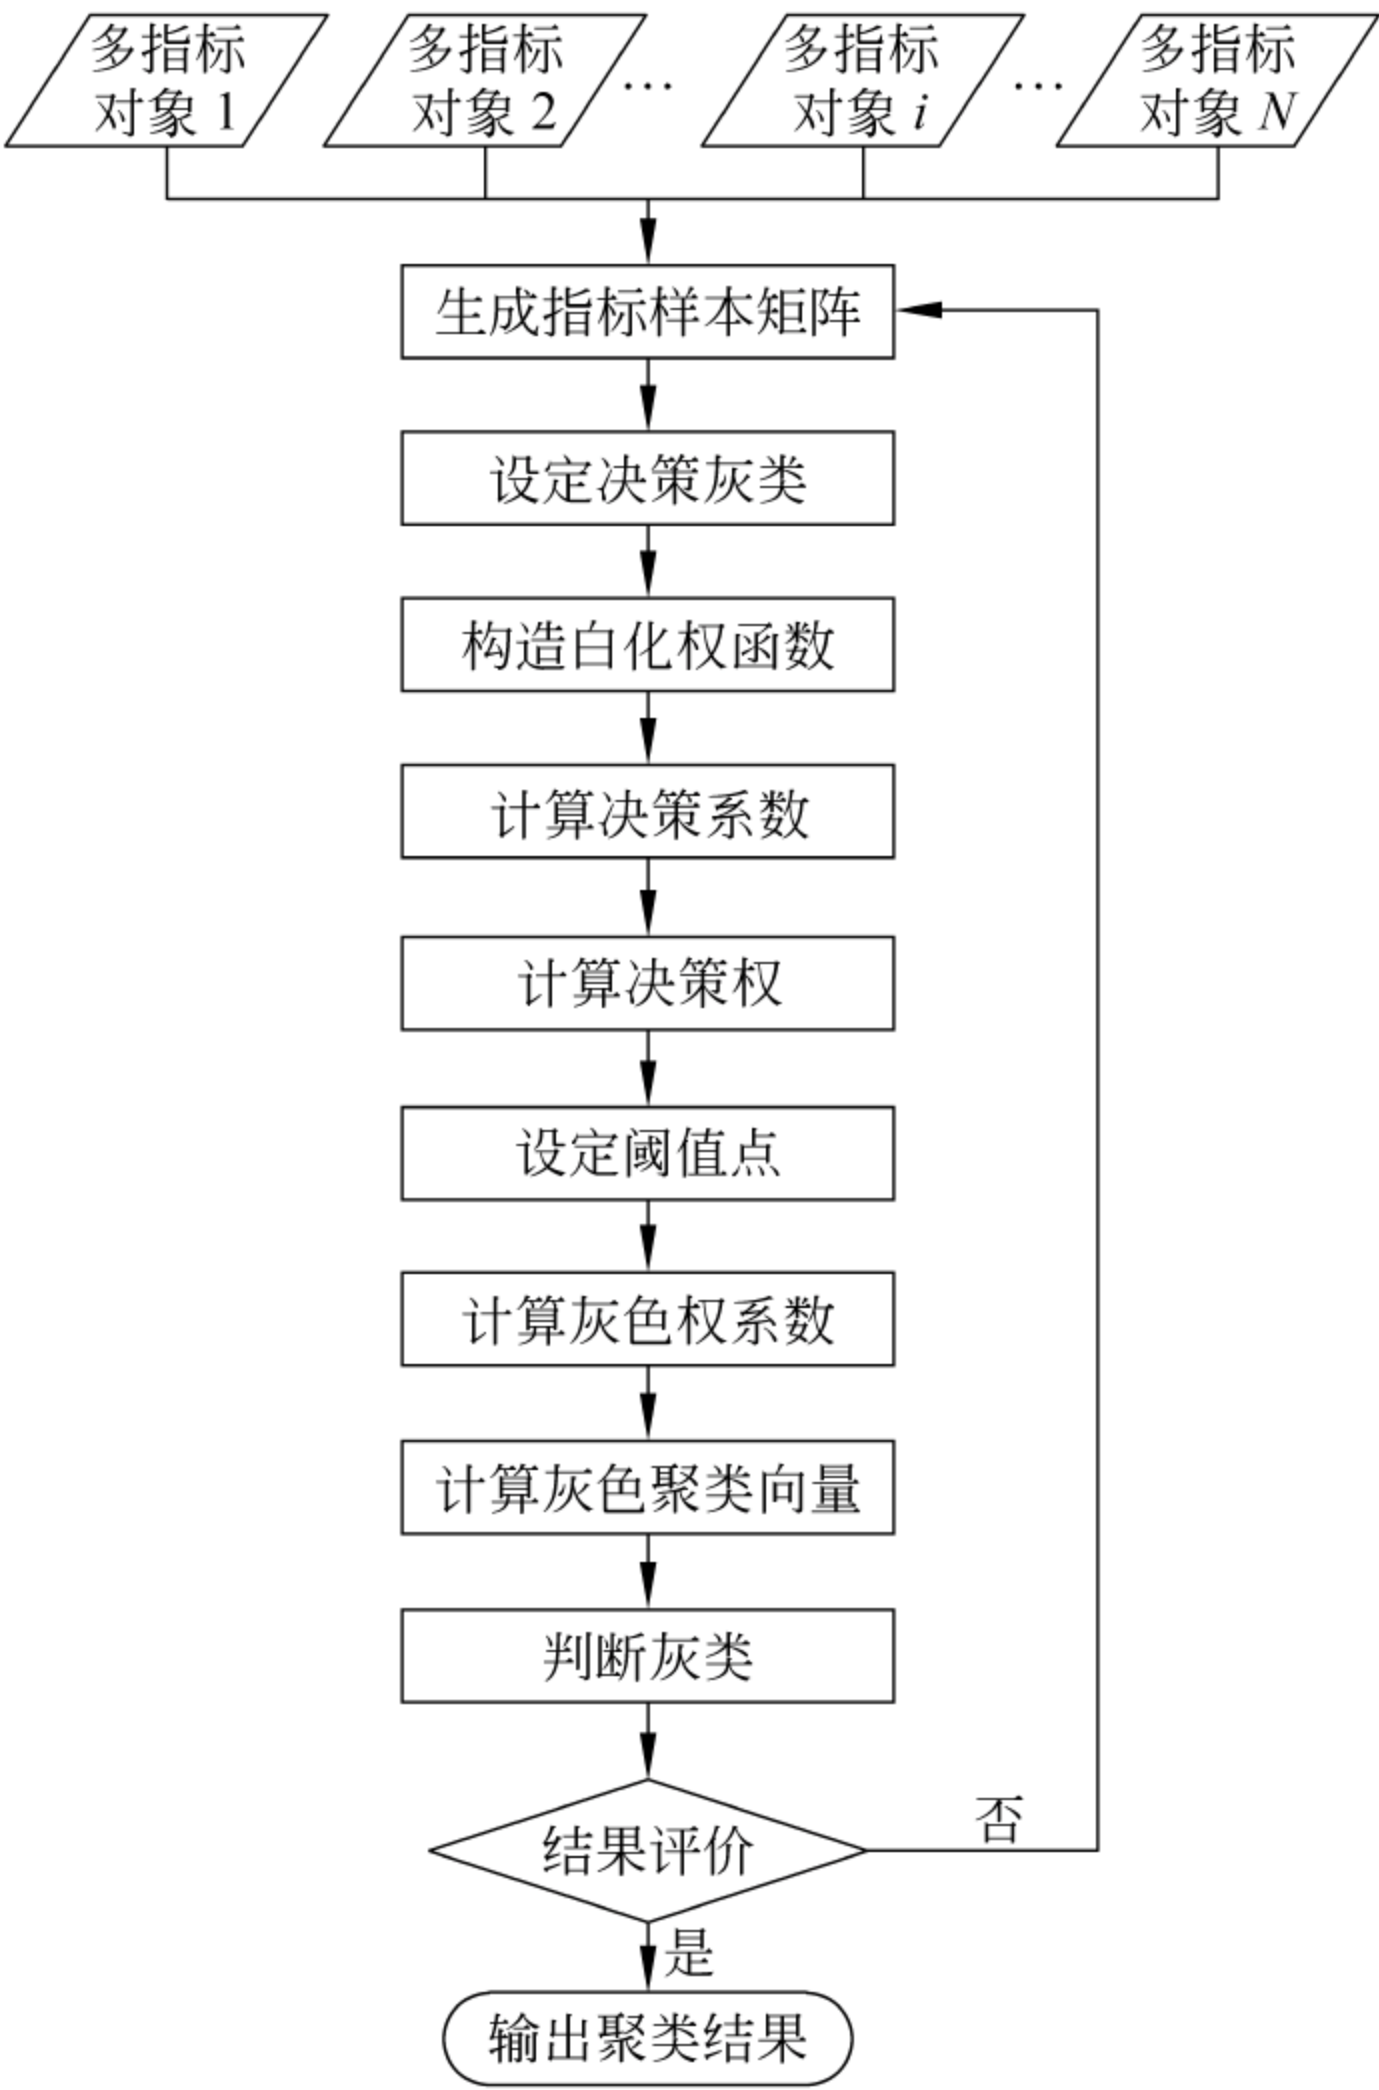 多指标
对象 1
多指标
对象 2
…
多指标
对象 i
…
多指标
对象 N
生成指标样本矩阵
设定决策灰类
构造白化权函数
计算决策系数
计算决策权
设定阈值点
计算灰色权系数
计算灰色聚类向量
判断灰类
结果评价
否
是
输出聚类结果